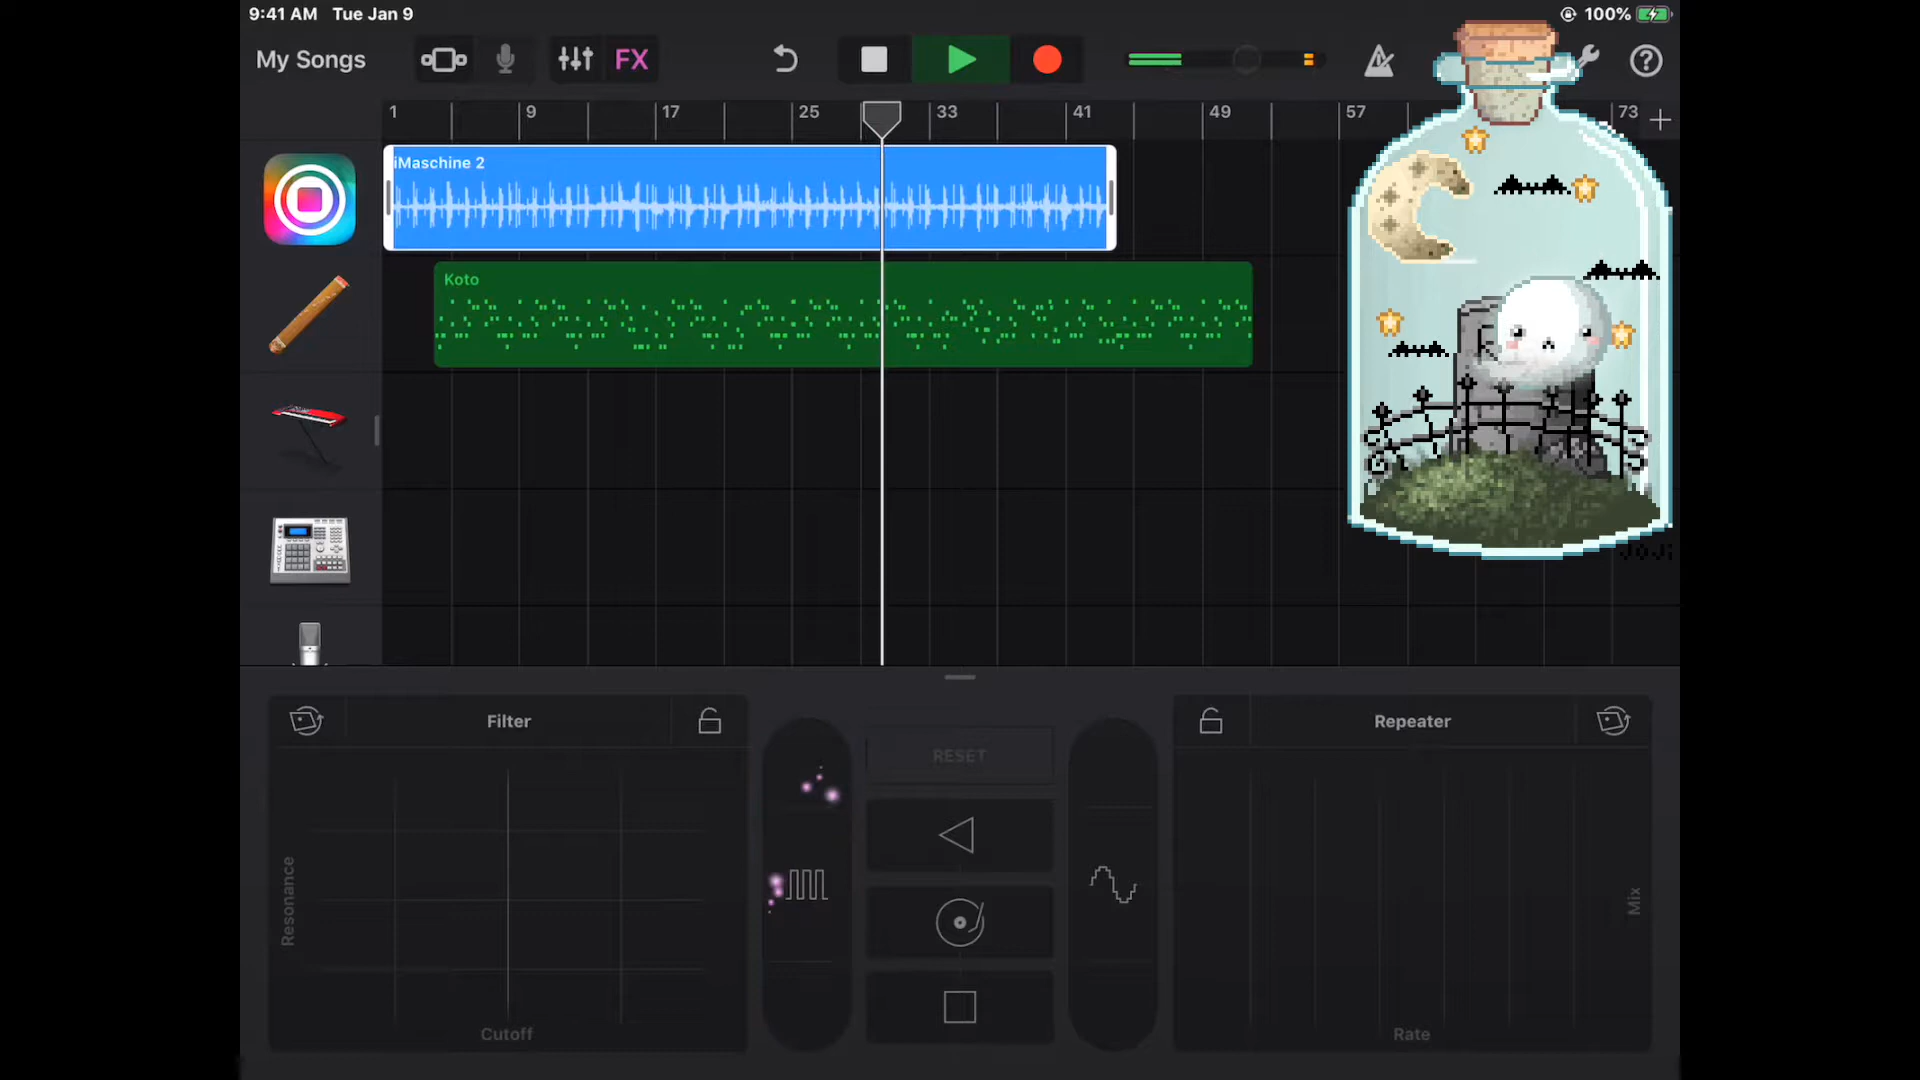 9:41 AM Tue Jan 9 100%
My Songs FX
1 9 17 25 33 41 49 57 73
iMaschine 2
Koto
R
JOJi
Filter Repeater
RESET
Resonance
Mix
Cutoff Rate